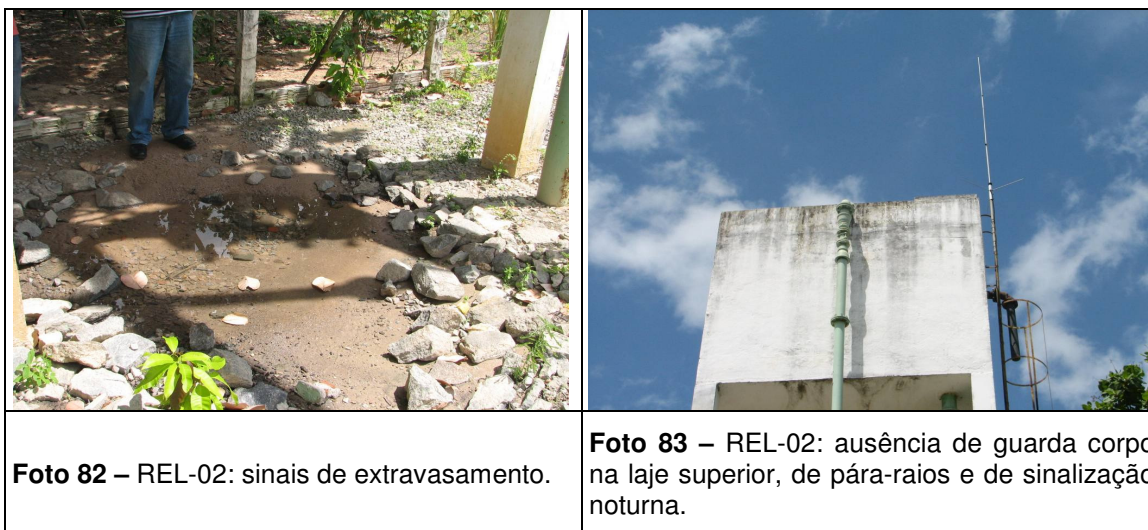 Foto 82 – REL-02: sinais de extravasamento.
Foto 83 – REL-02: ausência de guarda corpo
na laje superior, de pára-raios e de sinalização
noturna.